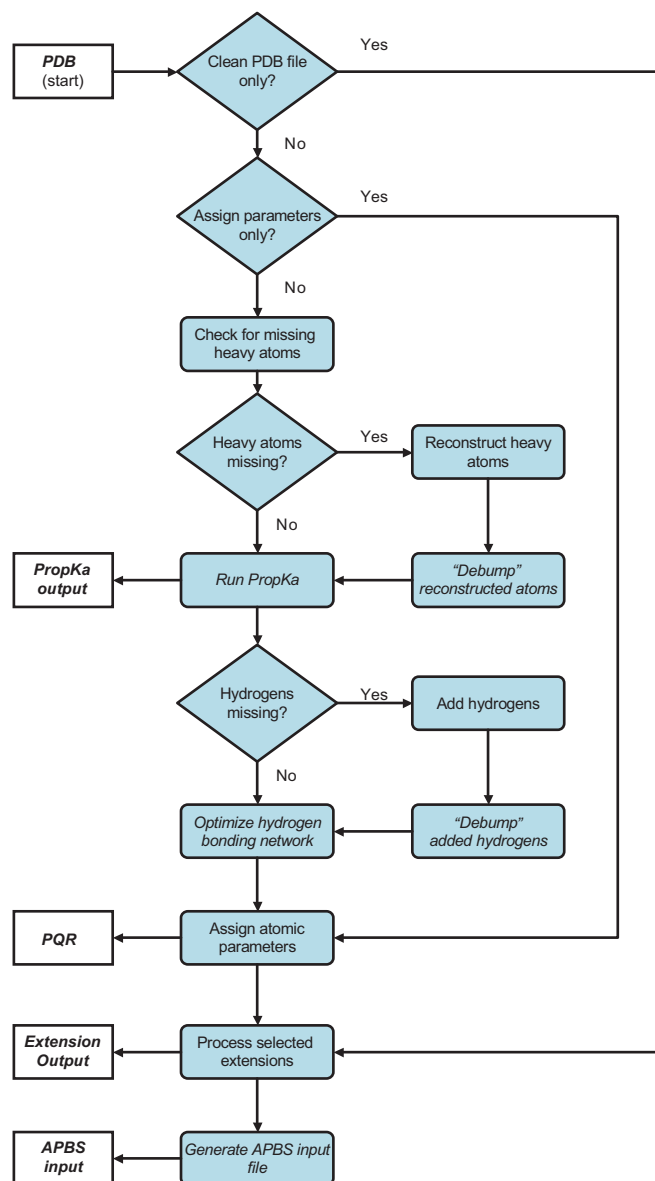 PDB
(start)
Clean PDB file
only?
Yes
No
Assign parameters
only?
Yes
No
Check for missing
heavy atoms
Heavy atoms
missing?
Yes
Reconstruct heavy
atoms
No
PropKa
output
Run PropKa
“Debump”
reconstructed atoms
Hydrogens
missing?
Yes
Add hydrogens
No
Optimize hydrogen
bonding network
“Debump”
added hydrogens
PQR
Assign atomic
parameters
Extension
Output
Process selected
extensions
APBS
input
Generate APBS input
file